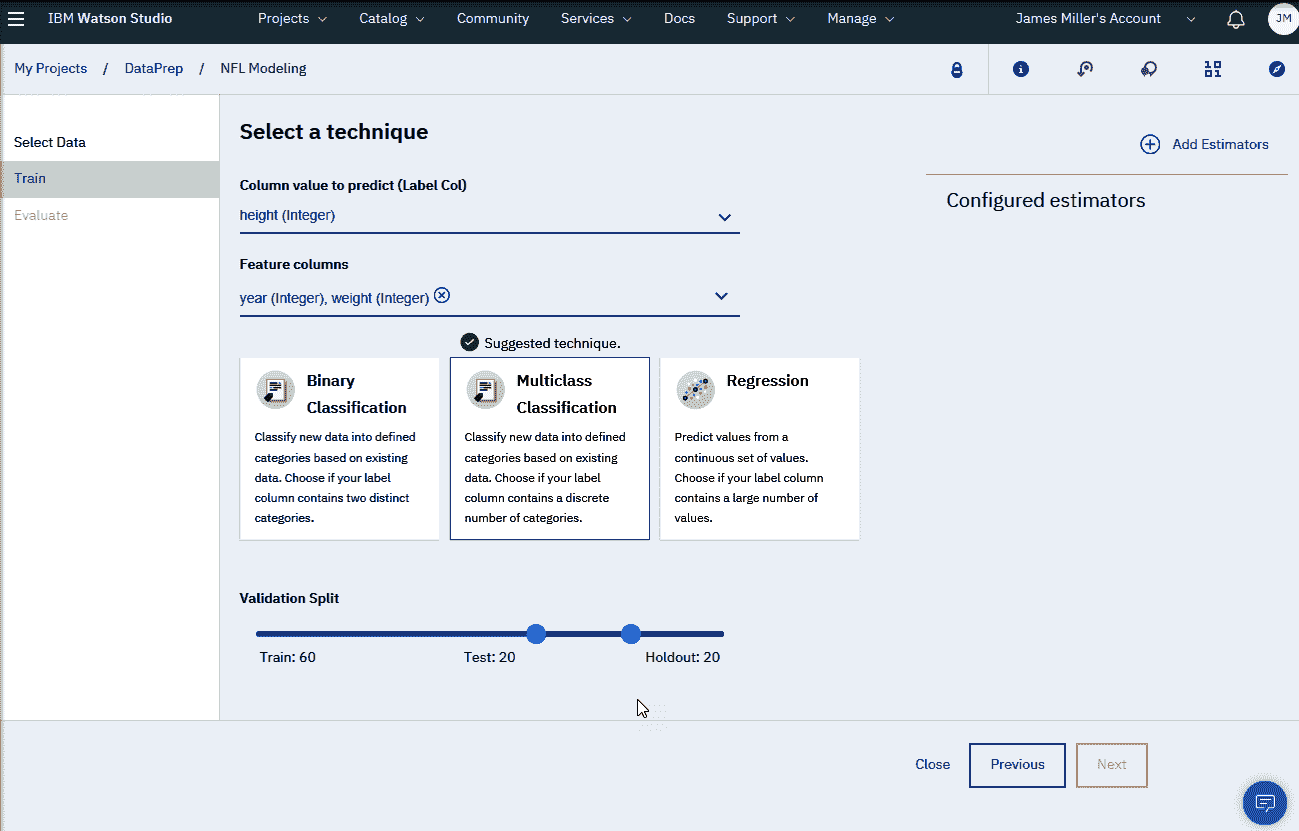 IBM Watson Studio
Projects
Catalog
Community
Services
Docs
Support
Manage
James Miller's Account
JM
My Projects / DataPrep / NFL Modeling
Select Data
Train
Evaluate
Select a technique
Add Estimators
Configured estimators
Column value to predict (Label Col)
height (Integer)
Feature columns
year (Integer), weight (Integer)
Suggested technique.
Binary
Classification
Classify new data into defined
categories based on existing
data. Choose if your label
column contains two distinct
categories.
Multiclass
Classification
Classify new data into defined
categories based on existing
data. Choose if your label
column contains a discrete
number of categories.
Regression
Predict values from a
continuous set of values.
Choose if your label column
contains a large number of
values.
Validation Split
Train: 60
Test: 20
Holdout: 20
Close
Previous
Next